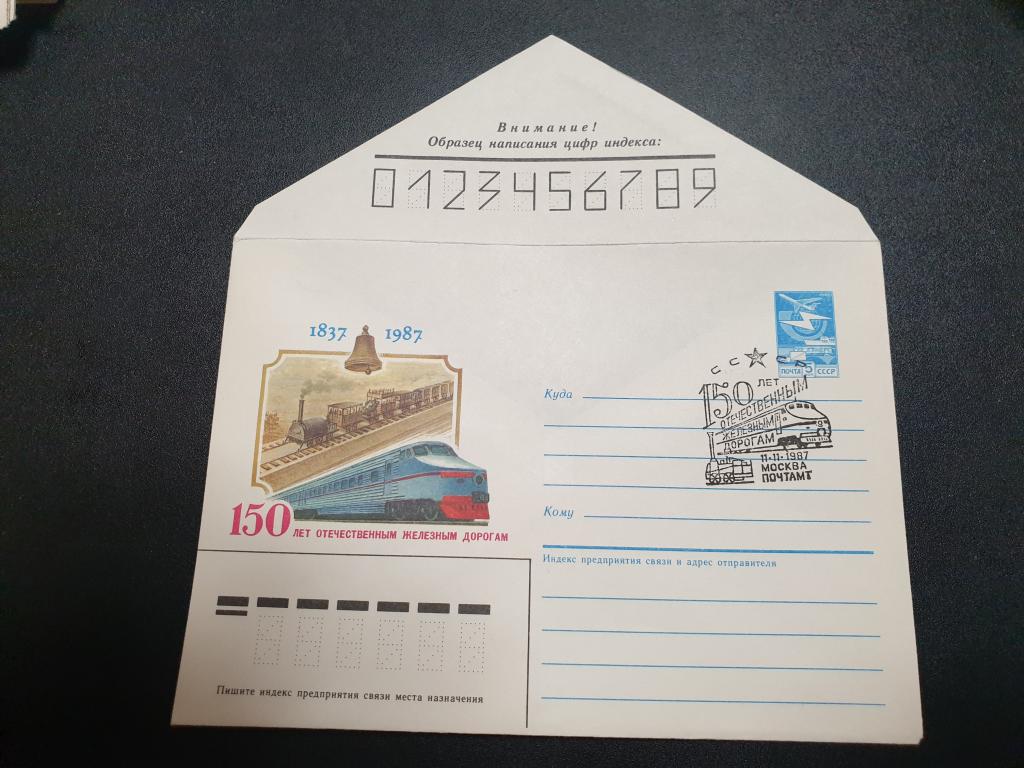 Внимание!
Образец написания цифр индекса:
0123456789
1837 1987
150 ЛЕТ ОТЕЧЕСТВЕННЫМ ЖЕЛЕЗНЫМ ДОРОГАМ
ПОЧТА 5 СССР
СССР
150 ЛЕТ
ОТЕЧЕСТВЕННЫМ
ЖЕЛЕЗНЫМ
ДОРОГАМ
11-11-1987
МОСКВА
ПОЧТАМТ
Куда
Кому
Индекс предприятия связи и адрес отправителя
Пишите индекс предприятия связи места назначения